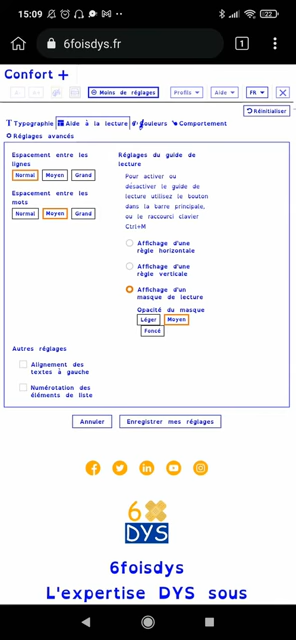 15:09
22
6foisdys.fr
1
Confort +
Moins de réglages
Profils
Aide
FR
Réinitialiser
Typographie
Aide à la lecture
Couleurs
Comportement
Réglages avancés
Espacement entre les
lignes
Normal
Moyen
Grand
Espacement entre les
mots
Normal
Moyen
Grand
Réglages du guide de
lecture
Pour activer ou
désactiver le guide de
lecture utilisez le bouton
dans la barre principale,
ou le raccourci clavier
Ctrl+M
Affichage d'une
règle horizontale
Affichage d'une
règle verticale
Affichage d'un
masque de lecture
Opacité du masque
Léger
Moyen
Foncé
Autres réglages
Alignement des
textes à gauche
Numérotation des
éléments de liste
Annuler
Enregistrer mes réglages
6
DYS
6foisdys
L'expertise DYS sous